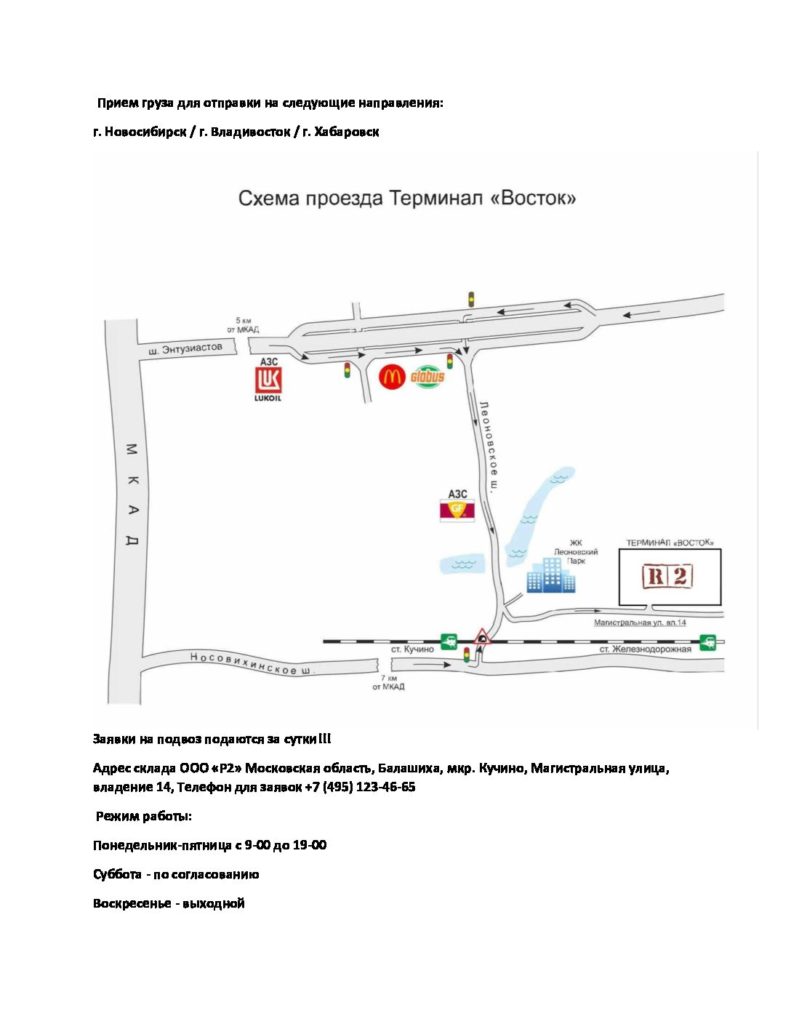 Прием груза для отправки на следующие направления:
г. Новосибирск / г. Владивосток / г. Хабаровск
Схема проезда Терминал «Восток»
5 км
от МКАД
ш. Энтузиастов
АЗС
LUKOIL
Globus
Леоновское ш.
МКАД
АЗС
GF
ЖК
Леоновский
Парк
ТЕРМИНАЛ «ВОСТОК»
R 2
Магистральная ул. вл.14
ст. Кучино
ст. Железнодорожная
Носовихинское ш.
7 км
от МКАД
Заявки на подвоз подаются за сутки!!!
Адрес склада ООО «Р2» Московская область, Балашиха, мкр. Кучино, Магистральная улица,
владение 14, Телефон для заявок +7 (495) 123-46-65
Режим работы:
Понедельник-пятница с 9-00 до 19-00
Суббота - по согласованию
Воскресенье - выходной